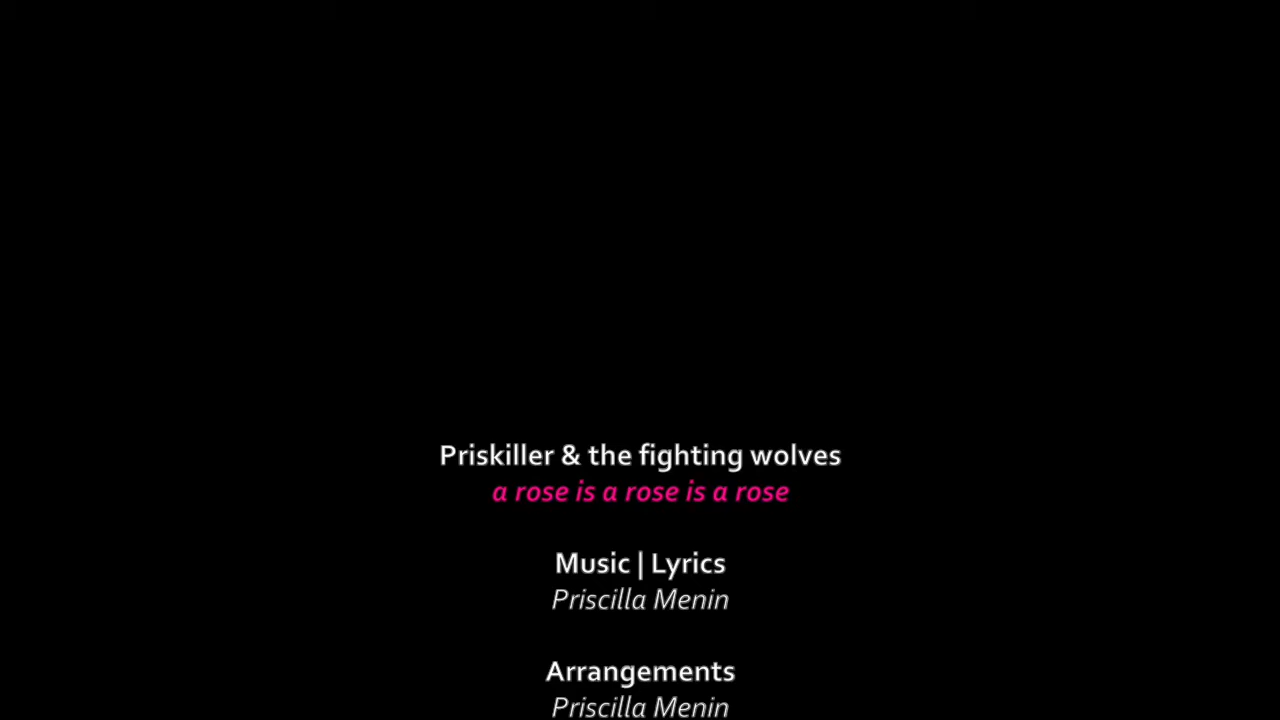 Priskiller & the fighting wolves
a rose is a rose is a rose
Music | Lyrics
Priscilla Menin
Arrangements
Priscilla Menin